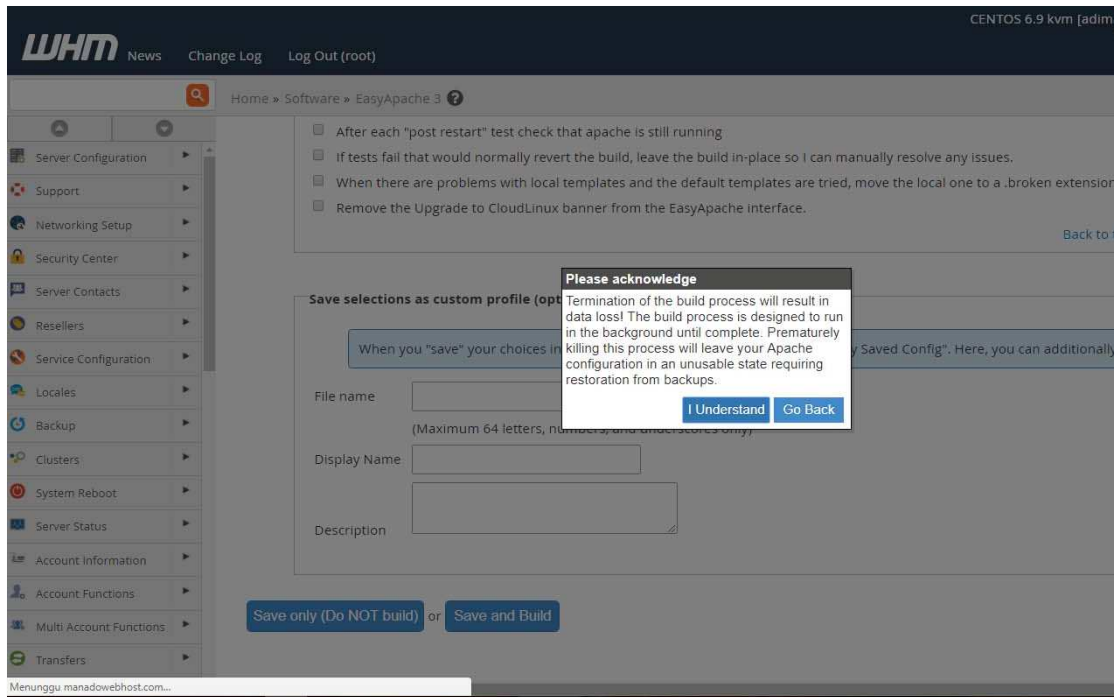 CENTOS 6.9 kvm [adim
WHM News Change Log Log Out (root)
Home » Software » EasyApache 3
After each "post restart" test check that apache is still running
If tests fail that would normally revert the build, leave the build in-place so I can manually resolve any issues.
When there are problems with local templates and the default templates are tried, move the local one to a .broken extension
Remove the Upgrade to CloudLinux banner from the EasyApache interface.
Back to
Server Configuration
Support
Networking Setup
Security Center
Server Contacts
Resellers
Service Configuration
Locales
Backup
Clusters
System Reboot
Server Status
Account Information
Account Functions
Multi Account Functions
Transfers
Save selections as custom profile (opt
When you "save" your choices in
y Saved Config". Here, you can additionally
File name
(Maximum 64 letters, numbers, and underscores only)
Display Name
Description
Save only (Do NOT build) or Save and Build
Please acknowledge
Termination of the build process will result in
data loss! The build process is designed to run
in the background until complete. Prematurely
killing this process will leave your Apache
configuration in an unusable state requiring
restoration from backups.
I Understand Go Back
Menunggu manadowebhost.com...